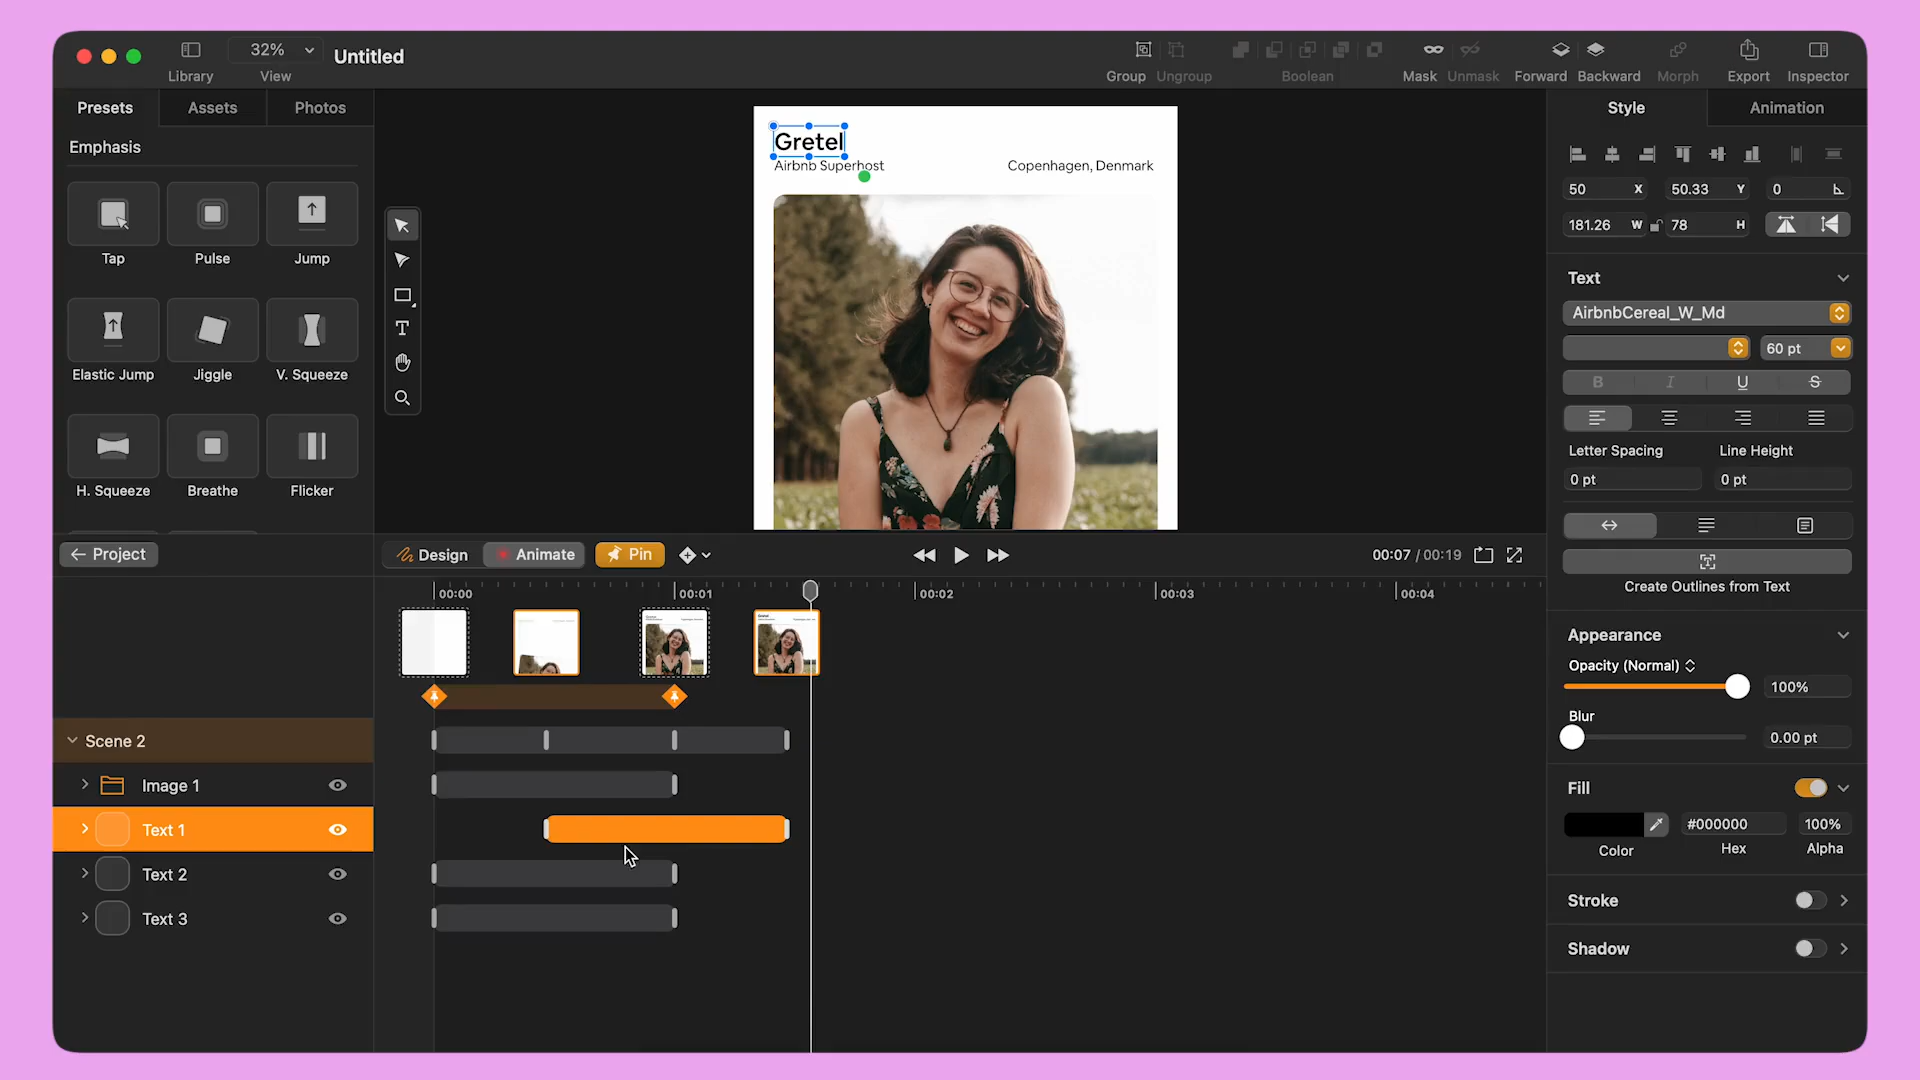 32%
Untitled
Library
View
Group
Ungroup
Boolean
Mask
Unmask
Forward
Backward
Morph
Export
Inspector
Presets
Assets
Photos
Emphasis
Tap
Pulse
Jump
Elastic Jump
Jiggle
V. Squeeze
H. Squeeze
Breathe
Flicker
Gretel
Airbnb Superhost
Copenhagen, Denmark
Style
Animation
50 X
50.33 Y
0
181.26 W
78 H
Text
AirbnbCereal_W_Md
60 pt
B
I
U
S
Letter Spacing
Line Height
0 pt
0 pt
Create Outlines from Text
Appearance
Opacity (Normal)
100%
Blur
0.00 pt
Fill
#000000
100%
Color
Hex
Alpha
Stroke
Shadow
Project
Design
Animate
Pin
00:07 / 00:19
00:00
00:01
00:02
00:03
00:04
Scene 2
Image 1
Text 1
Text 2
Text 3